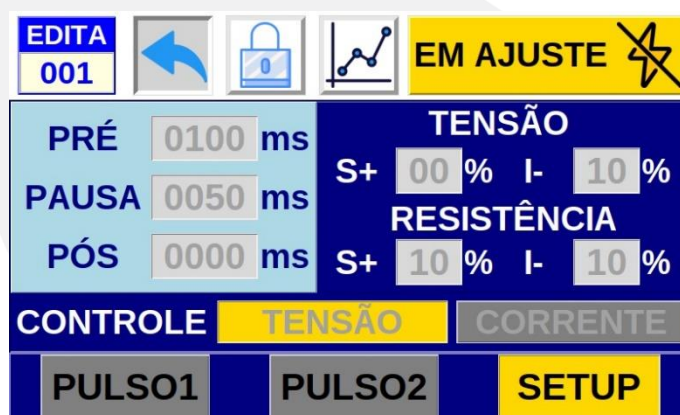 EDITA
001
0
EM AJUSTE
PRÉ 0100 ms
PAUSA 0050 ms
PÓS 0000 ms
TENSÃO
S+ 00 % I- 10 %
RESISTÊNCIA
S+ 10 % I- 10 %
CONTROLE TENSÃO CORRENTE
PULSO1 PULSO2 SETUP